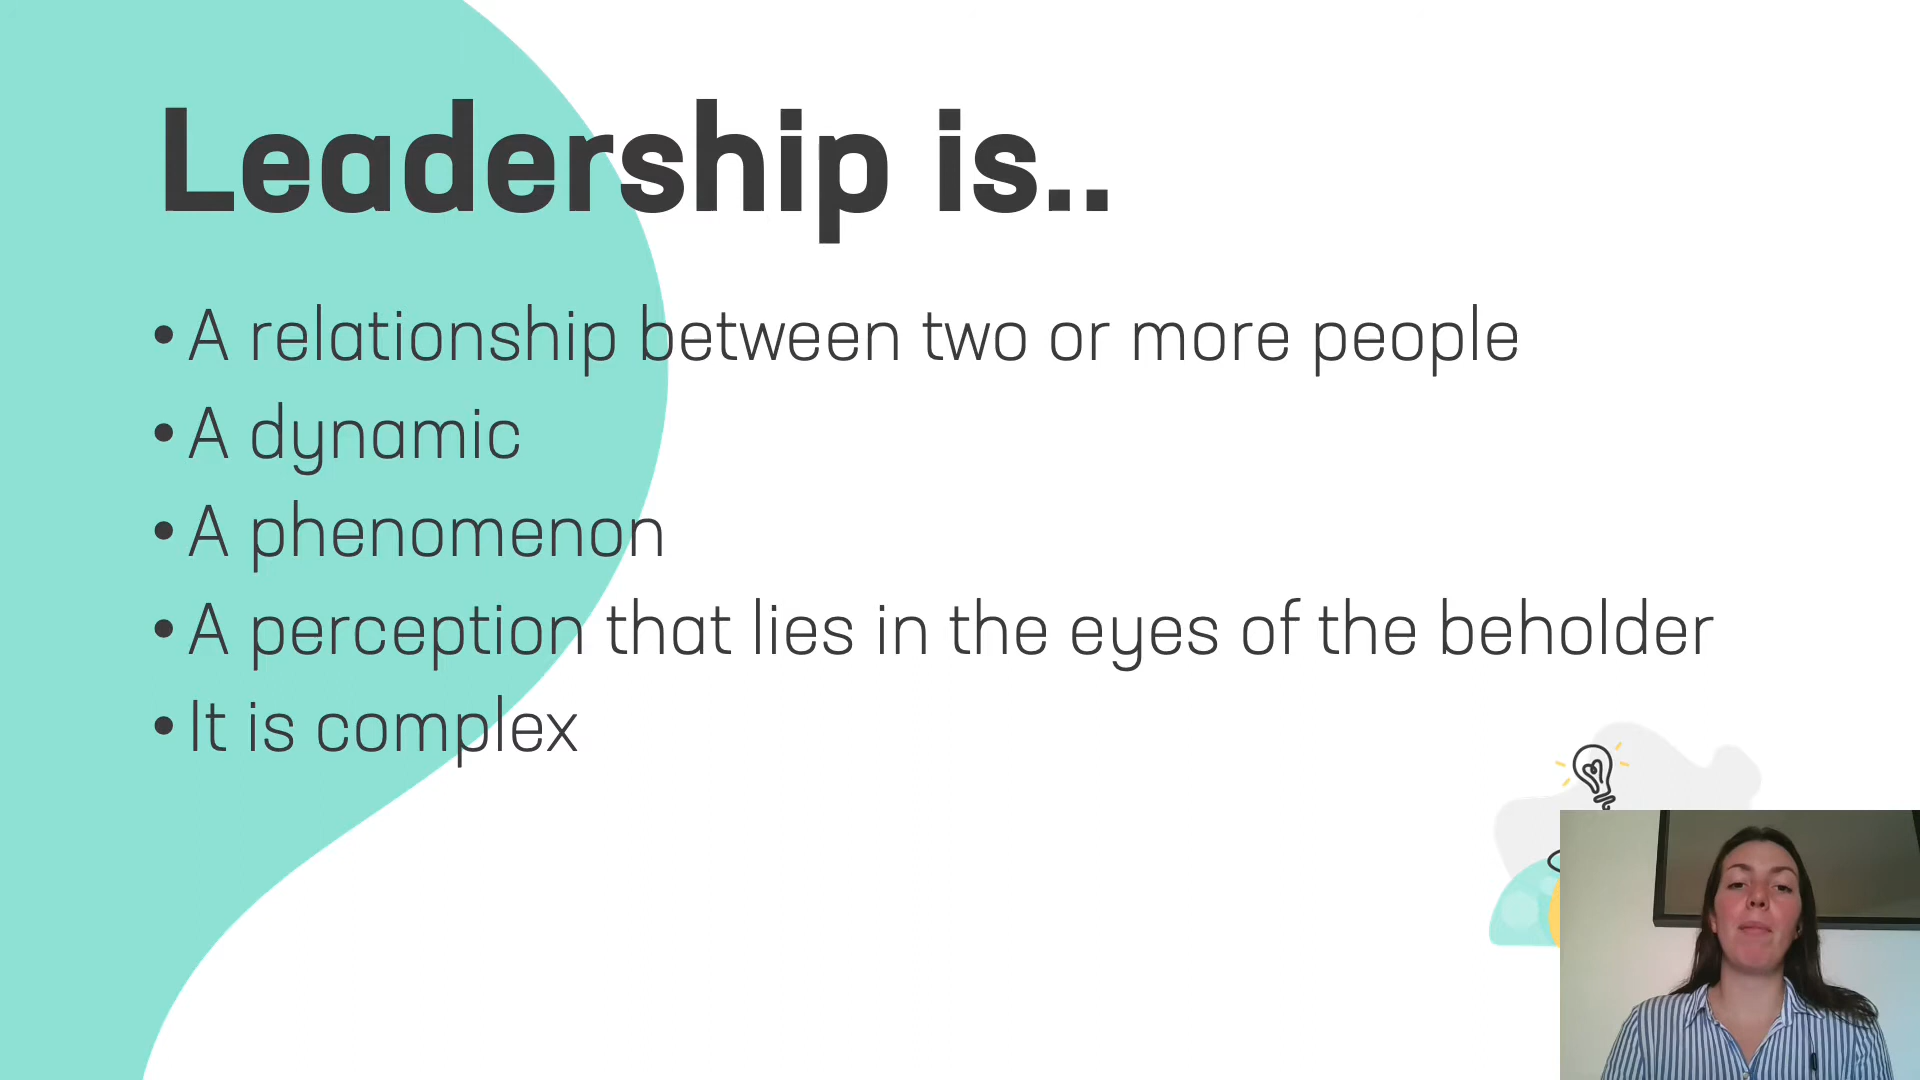 Leadership is..
• A relationship between two or more people
• A dynamic
• A phenomenon
• A perception that lies in the eyes of the beholder
• It is complex